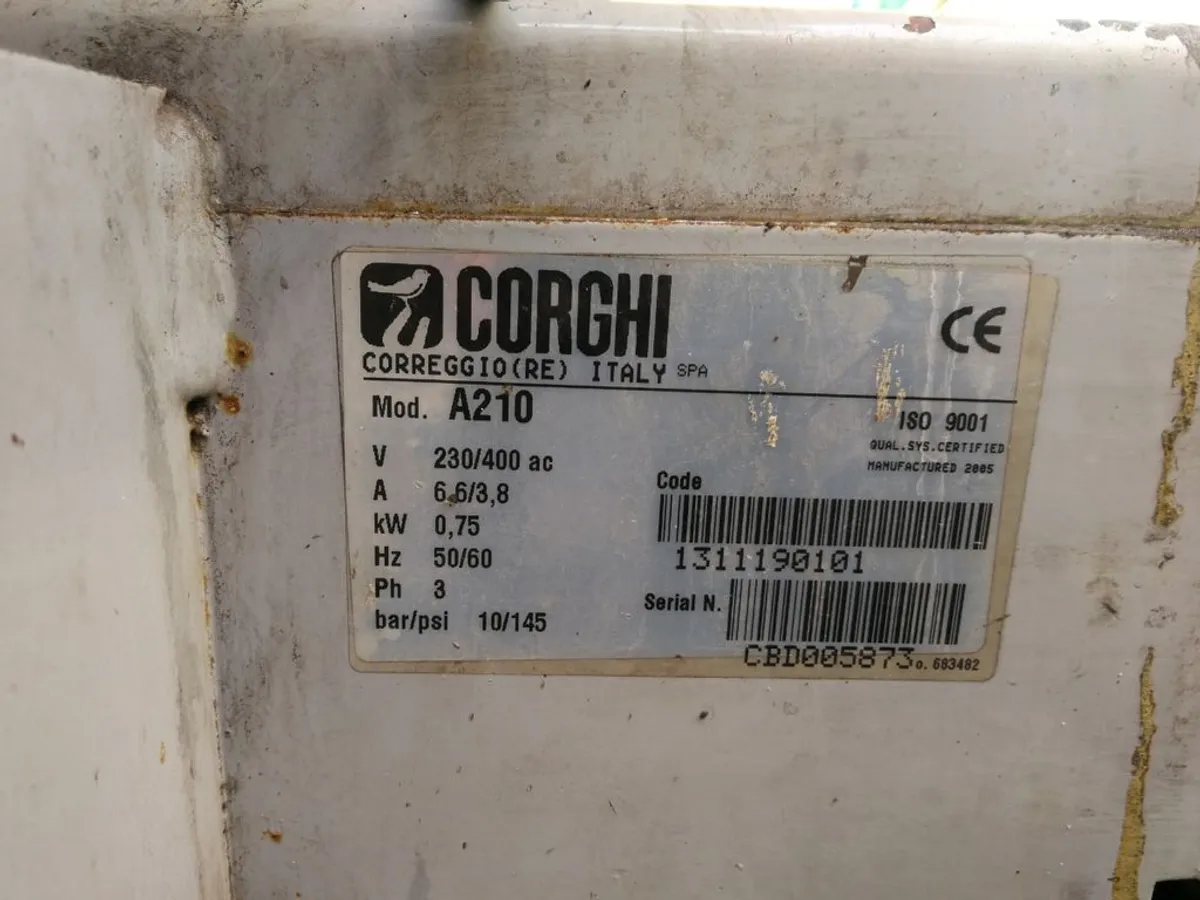 CORGHI
CE
CORREGGIO(RE) ITALY SPA
Mod. A210
ISO 9001
QUAL.SYS.CERTIFIED
MANUFACTURED 2005
V 230/400 ac
A 6,6/3,8
kW 0,75
Hz 50/60
Ph 3
bar/psi 10/145
Code
1311190101
Serial N.
CBD005873
o. 683482